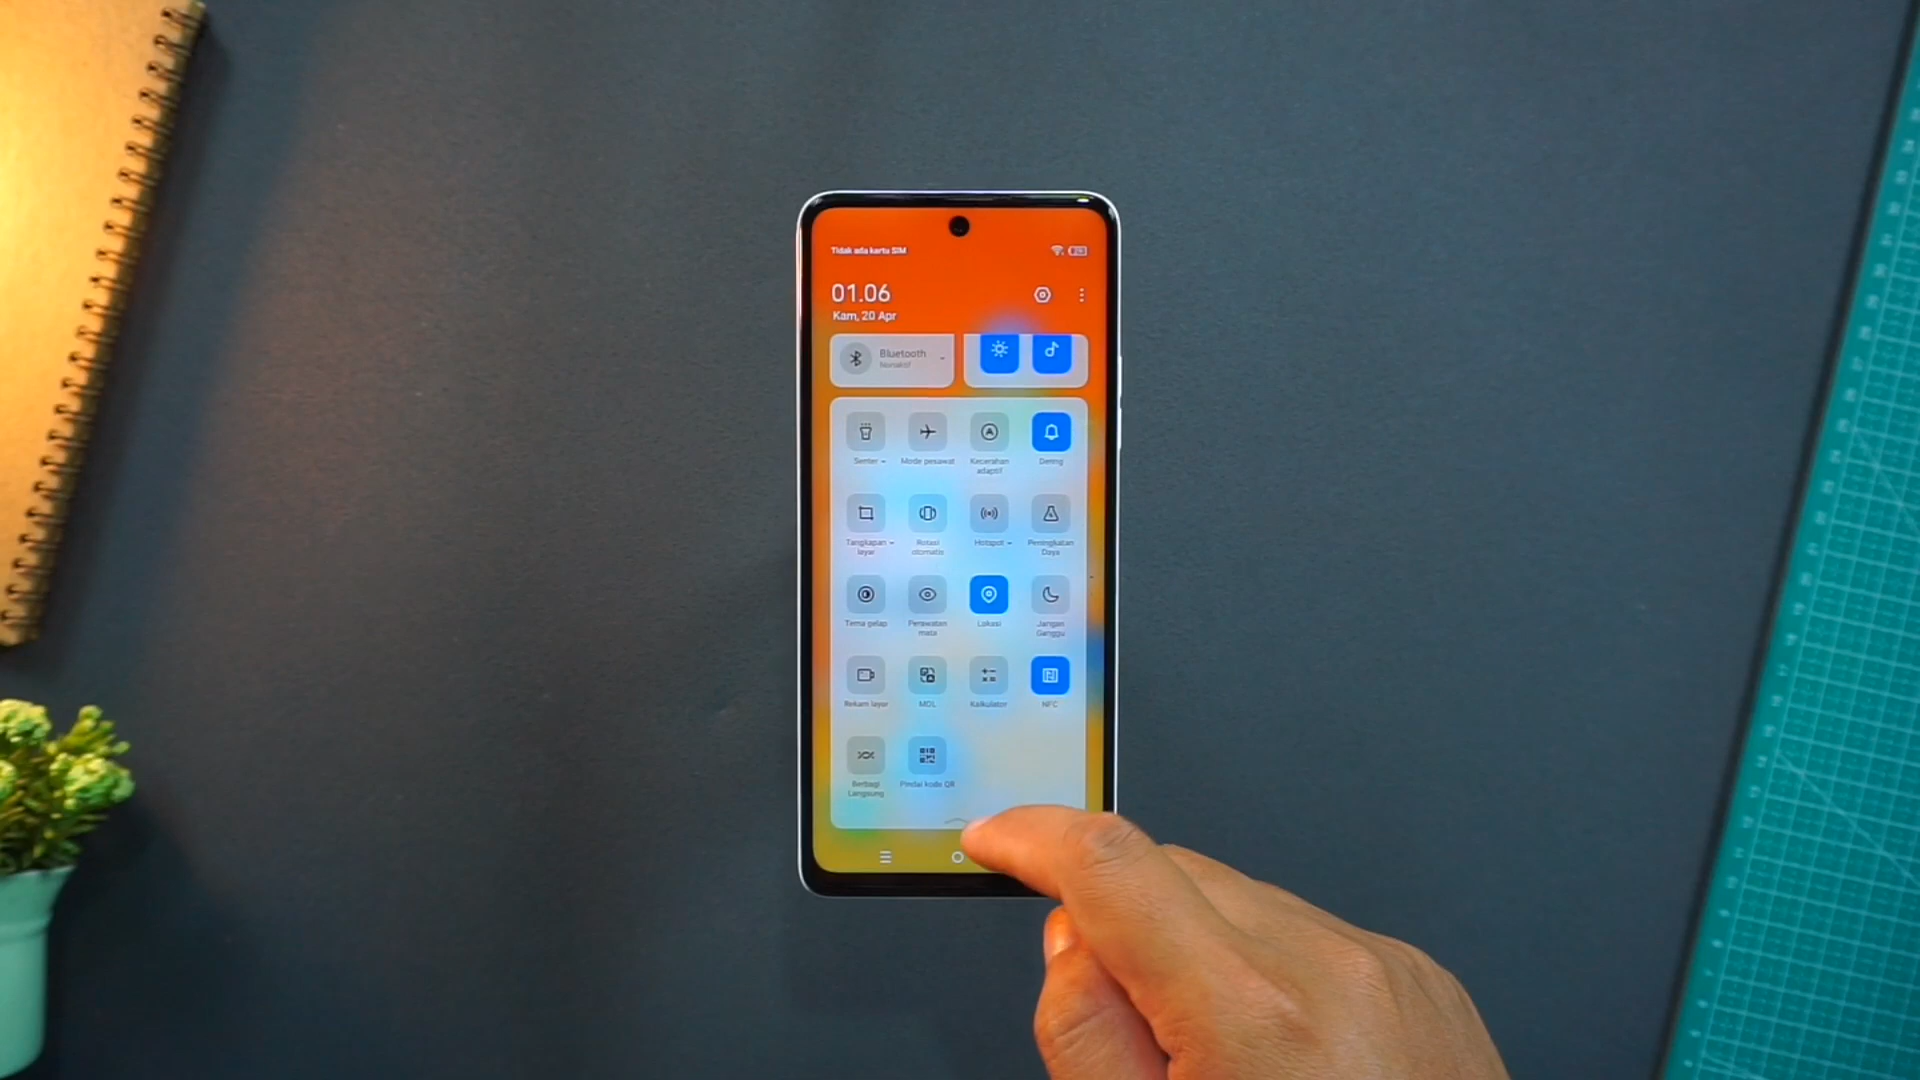 Tidak ada kartu SIM
01.06
Kam, 20 Apr
Bluetooth
Nonaktif
Senter
Mode pesawat
Kecerahan
adaptif
Dering
Tangkapan
layar
Rotasi
otomatis
Hotspot
Peningkatan
Daya
Tema gelap
Perawatan
mata
Lokasi
Jangan
Ganggu
Rekam layar
MOL
Kalkulator
NFC
Berbagi
Langsung
Pindai kode QR